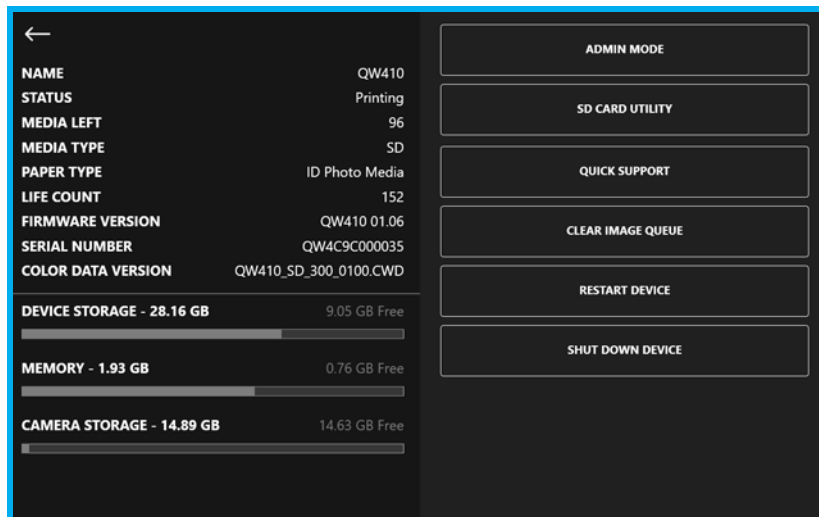 NAME QW410
STATUS Printing
MEDIA LEFT 96
MEDIA TYPE SD
PAPER TYPE ID Photo Media
LIFE COUNT 152
FIRMWARE VERSION QW410 01.06
SERIAL NUMBER QW4C9C000035
COLOR DATA VERSION QW410_SD_300_0100.CWD
DEVICE STORAGE - 28.16 GB 9.05 GB Free
MEMORY - 1.93 GB 0.76 GB Free
CAMERA STORAGE - 14.89 GB 14.63 GB Free
ADMIN MODE
SD CARD UTILITY
QUICK SUPPORT
CLEAR IMAGE QUEUE
RESTART DEVICE
SHUT DOWN DEVICE